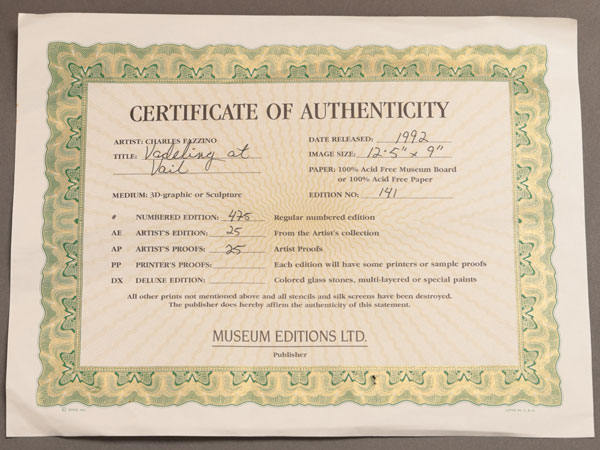 CERTIFICATE OF AUTHENTICITY
ARTIST: CHARLES FAZZINO
TITLE: Yodeling at
Vail
MEDIUM: 3D-graphic or Sculpture
DATE RELEASED: 1992
IMAGE SIZE: 12.5" x 9"
PAPER: 100% Acid Free Museum Board
or 100% Acid Free Paper
EDITION NO: 141
# NUMBERED EDITION: 475 Regular numbered edition
AE ARTIST'S EDITION: 25 From the Artist's collection
AP ARTIST'S PROOFS: 25 Artist Proofs
PP PRINTER'S PROOFS: Each edition will have some printers or sample proofs
DX DELUXE EDITION: Colored glass stones, multi-layered or special paints
All other prints not mentioned above and all stencils and silk screens have been destroyed.
The publisher does hereby affirm the authenticity of this statement.
MUSEUM EDITIONS LTD.
Publisher